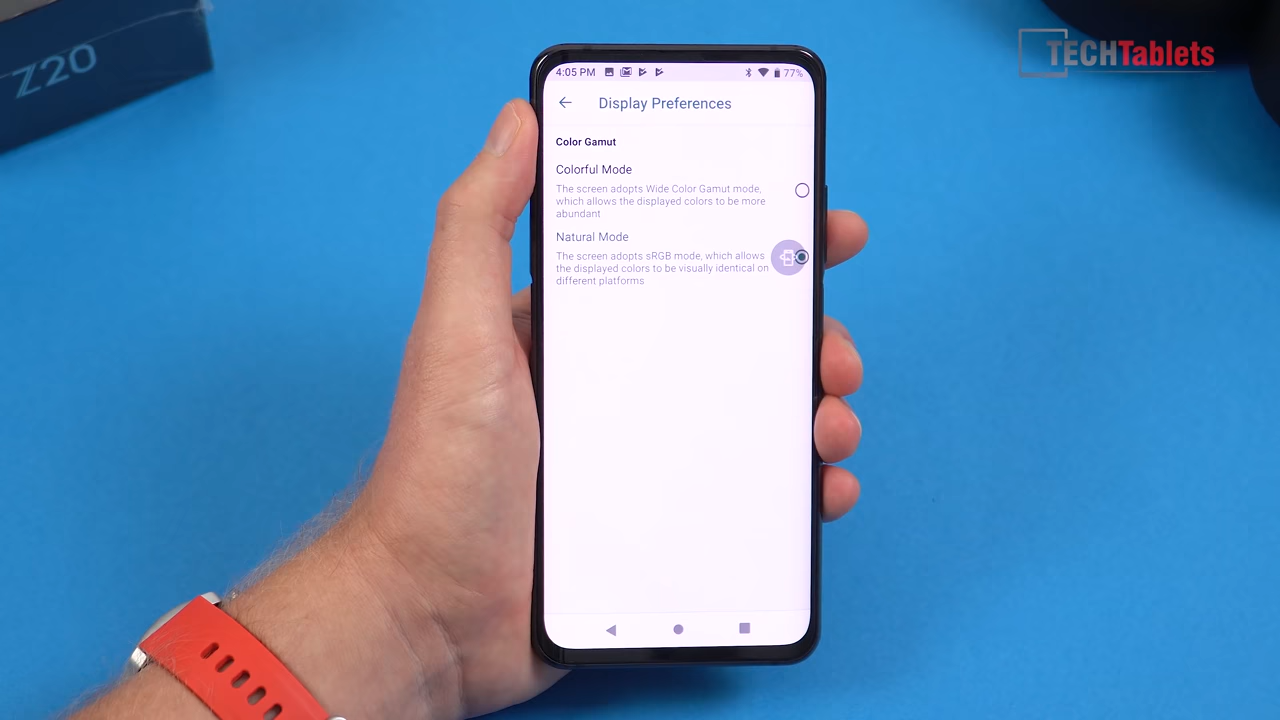 Z20
TECHTablets
4:05 PM
77%
Display Preferences
Color Gamut
Colorful Mode
The screen adopts Wide Color Gamut mode,
which allows the displayed colors to be more
abundant
Natural Mode
The screen adopts sRGB mode, which allows
the displayed colors to be visually identical on
different platforms